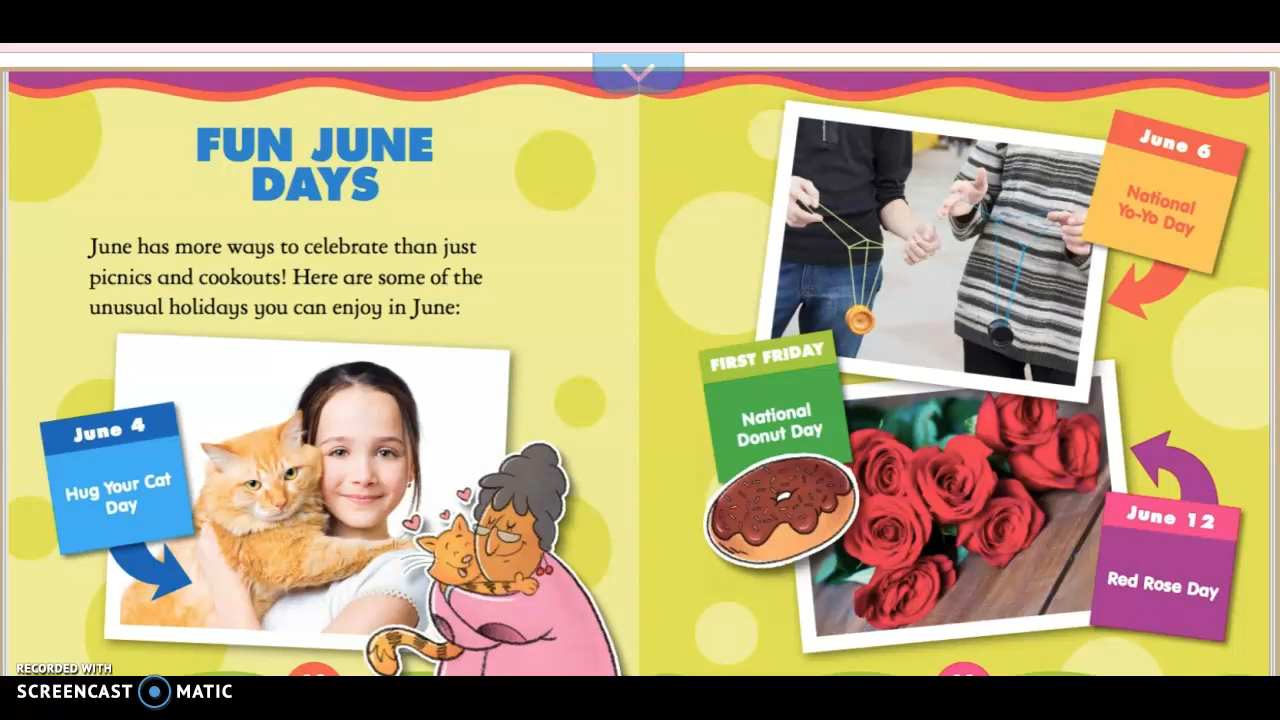 FUN JUNE
DAYS
June has more ways to celebrate than just
picnics and cookouts! Here are some of the
unusual holidays you can enjoy in June:
June 4
Hug Your Cat
Day
June 6
National
Yo-Yo Day
FIRST FRIDAY
National
Donut Day
June 12
Red Rose Day
RECORDED WITH
SCREENCAST MATIC